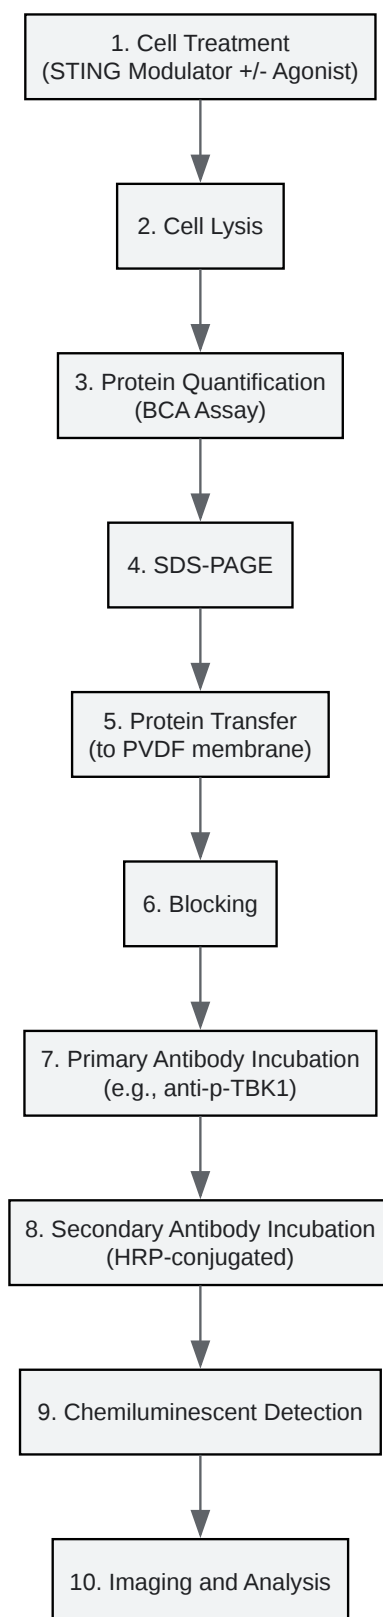 1. Cell Treatment
(STING Modulator +/- Agonist)
2. Cell Lysis
3. Protein Quantification
(BCA Assay)
4. SDS-PAGE
5. Protein Transfer
(to PVDF membrane)
6. Blocking
7. Primary Antibody Incubation
(e.g., anti-p-TBK1)
8. Secondary Antibody Incubation
(HRP-conjugated)
9. Chemiluminescent Detection
10. Imaging and Analysis